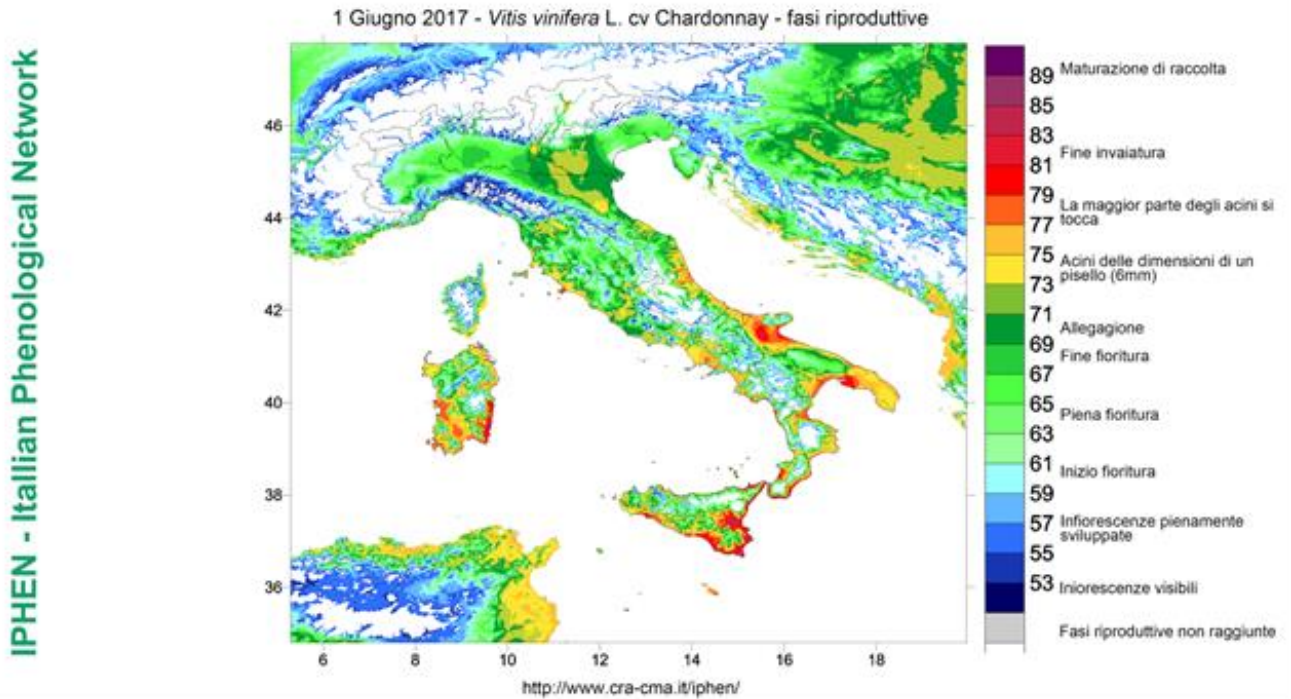 IPHEN - Itallian Phenological Network
1 Giugno 2017 - Vitis vinifera L. cv Chardonnay - fasi riproduttive
46
44
42
40
38
36
6
8
10
12
14
16
18
http://www.cra-cma.it/iphen/
89
85
83
81
79
77
75
73
71
69
67
65
63
61
59
57
55
53
Maturazione di raccolta
Fine invaiatura
La maggior parte degli acini si
tocca
Acini delle dimensioni di un
pisello (6mm)
Allegagione
Fine fioritura
Piena fioritura
Inizio fioritura
Infiorescenze pienamente
sviluppate
Iniorescenze visibili
Fasi riproduttive non raggiunte